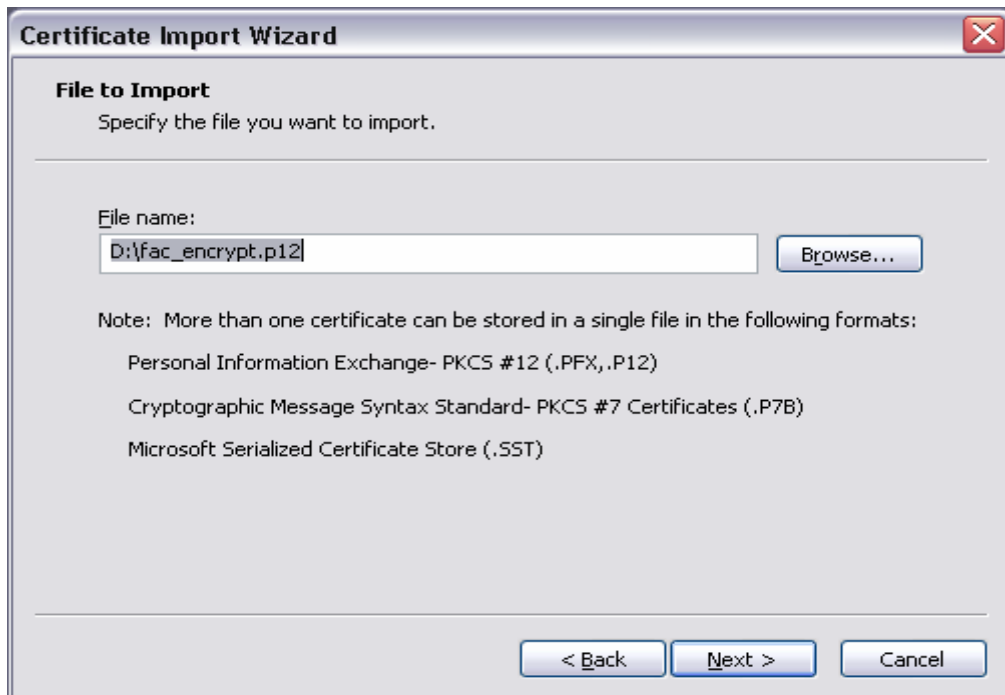 Certificate Import Wizard
File to Import
Specify the file you want to import.
File name:
D:\fac_encrypt.p12
Browse...
Note: More than one certificate can be stored in a single file in the following formats:
Personal Information Exchange- PKCS #12 (.PFX,.P12)
Cryptographic Message Syntax Standard- PKCS #7 Certificates (.P7B)
Microsoft Serialized Certificate Store (.SST)
< Back
Next >
Cancel